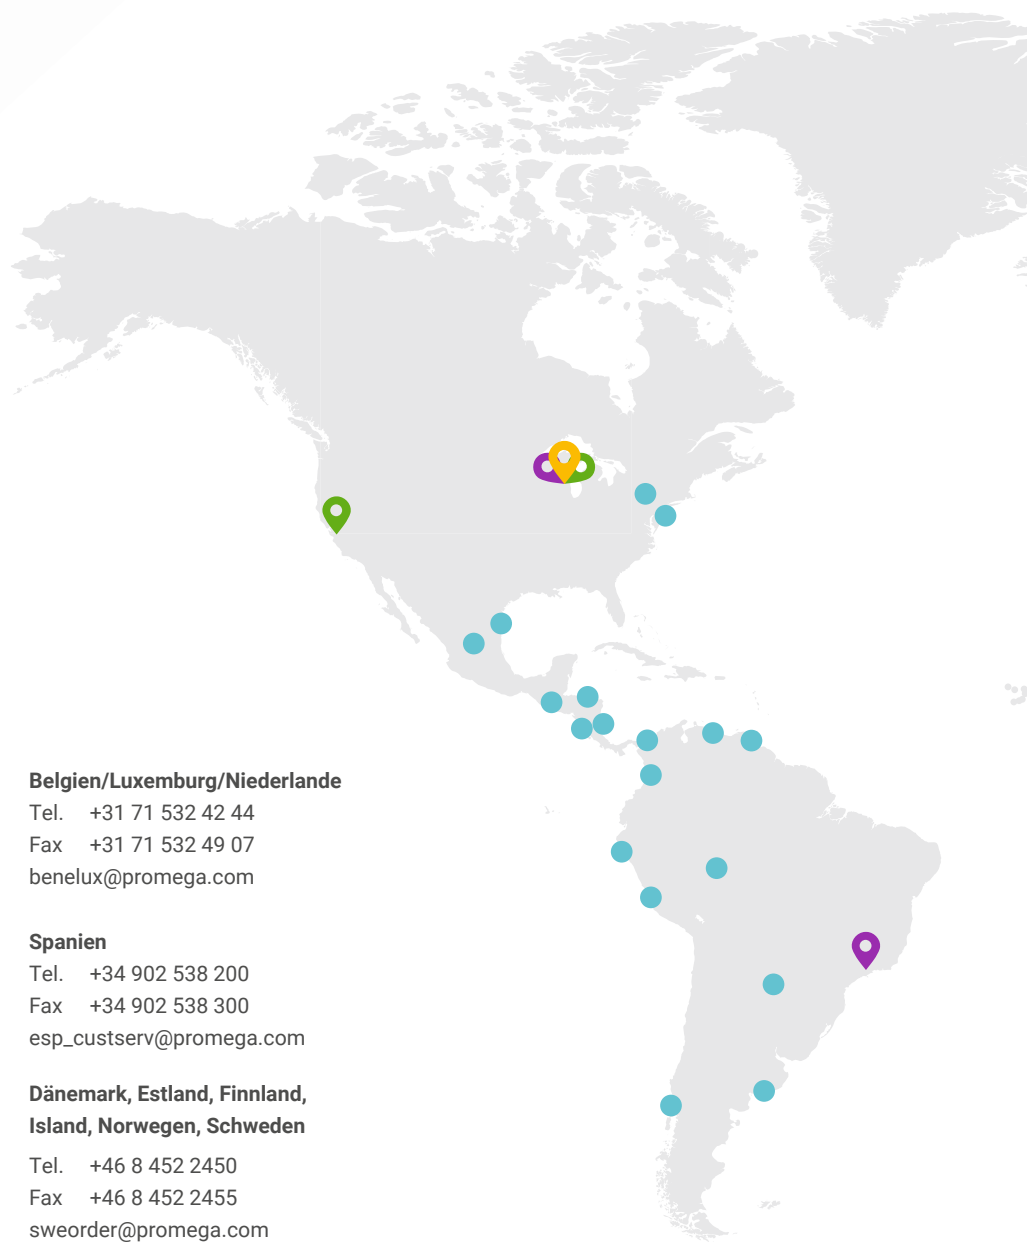 Belgien/Luxemburg/Niederlande
Tel. +31 71 532 42 44
Fax +31 71 532 49 07
benelux@promega.com
Spanien
Tel. +34 902 538 200
Fax +34 902 538 300
esp_custserv@promega.com
Dänemark, Estland, Finnland,
Island, Norwegen, Schweden
Tel. +46 8 452 2450
Fax +46 8 452 2455
sweorder@promega.com